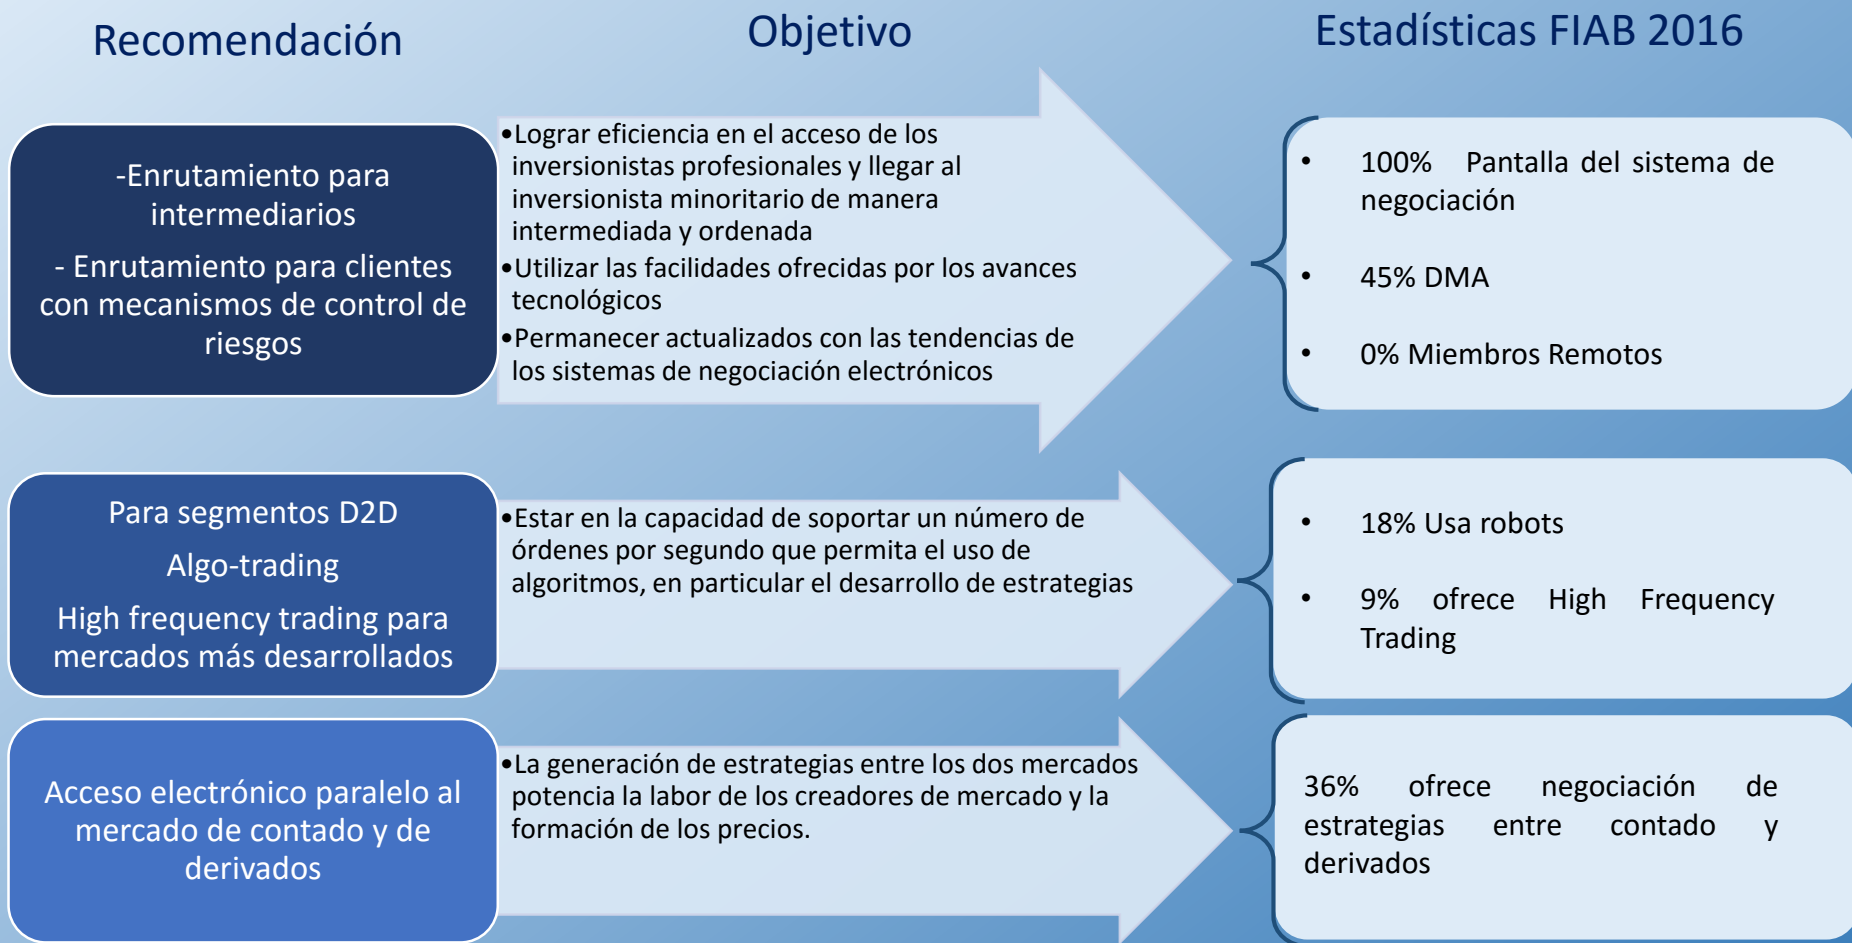 Recomendación
Objetivo
Estadísticas FIAB 2016
-Enrutamiento para
intermediarios
- Enrutamiento para clientes
con mecanismos de control de
riesgos
•Lograr eficiencia en el acceso de los
inversionistas profesionales y llegar al
inversionista minoritario de manera
intermediada y ordenada
•Utilizar las facilidades ofrecidas por los avances
tecnológicos
•Permanecer actualizados con las tendencias de
los sistemas de negociación electrónicos
• 100% Pantalla del sistema de
negociación
• 45% DMA
• 0% Miembros Remotos
Para segmentos D2D
Algo-trading
High frequency trading para
mercados más desarrollados
•Estar en la capacidad de soportar un número de
órdenes por segundo que permita el uso de
algoritmos, en particular el desarrollo de estrategias
• 18% Usa robots
• 9% ofrece High Frequency
Trading
Acceso electrónico paralelo al
mercado de contado y de
derivados
•La generación de estrategias entre los dos mercados
potencia la labor de los creadores de mercado y la
formación de los precios.
36% ofrece negociación de
estrategias entre contado y
derivados